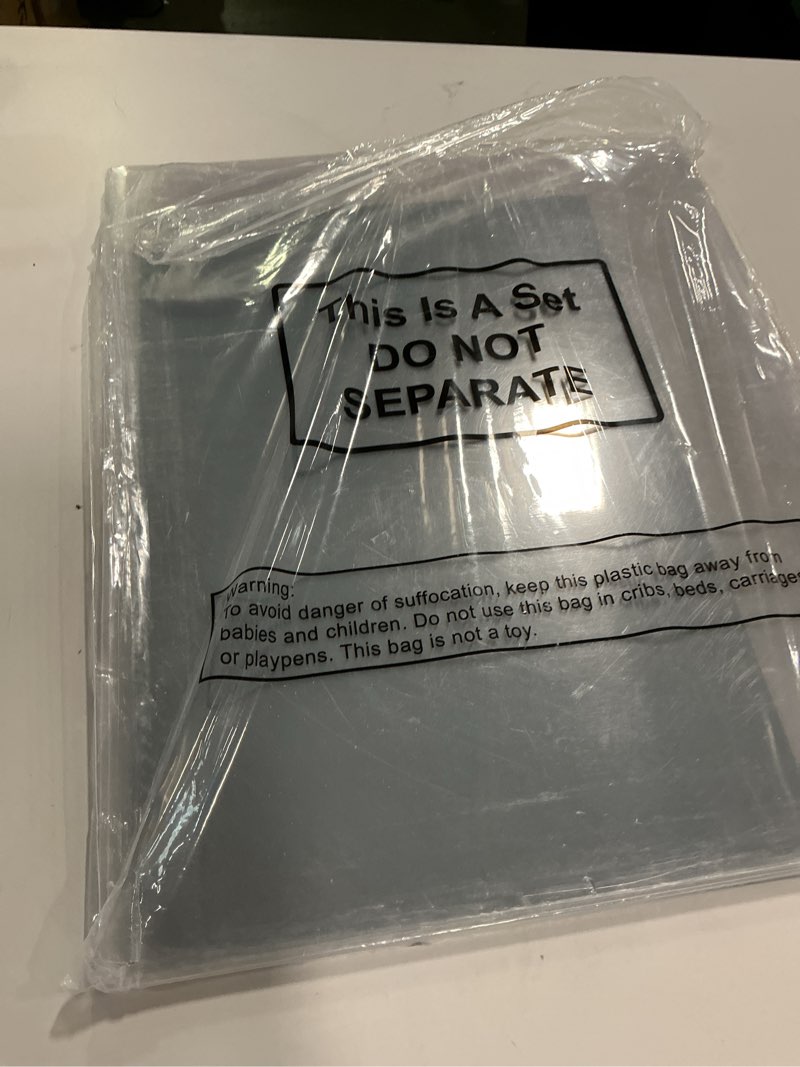 This Is A Set
DO NOT
SEPARATE
Warning:
To avoid danger of suffocation, keep this plastic bag away from
babies and children. Do not use this bag in cribs, beds, carriages
or playpens. This bag is not a toy.